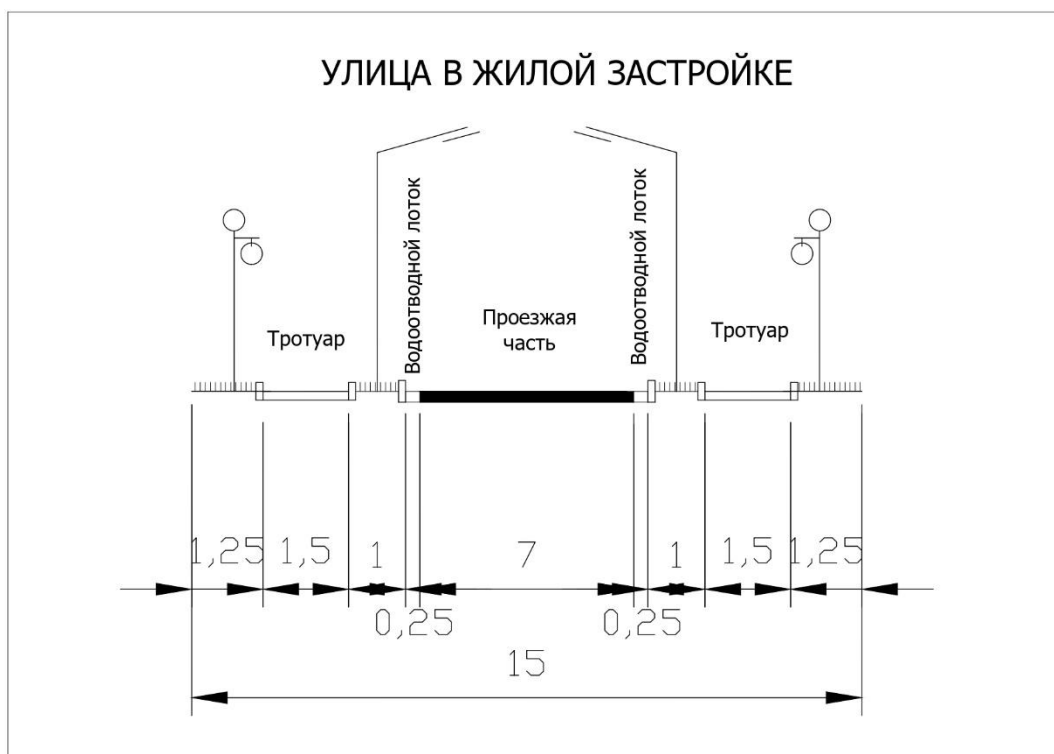 УЛИЦА В ЖИЛОЙ ЗАСТРОЙКЕ
Водоотводной лоток
Водоотводной лоток
Тротуар
Проезжая
часть
Тротуар
1,25 1,5 1 7 1 1,5 1,25
0,25 0,25
15